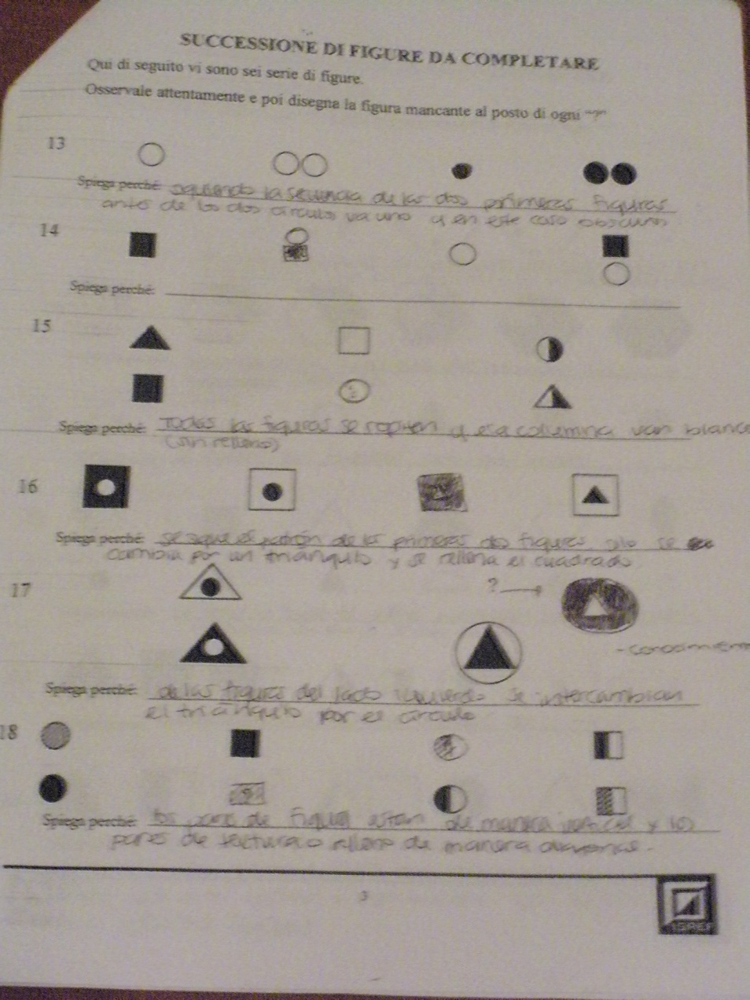 SUCCESSIONE DI FIGURE DA COMPLETARE
Qui di seguito vi sono sei serie di figure.
Osservale attentamente e poi disegna la figura mancante al posto di ogni "?"
13
Spiega perché: siguiendo la secuencia de las dos primeras figuras
antes de los dos circulos va uno y en este caso obscuro
14
Spiega perché:
15
Spiega perché: Todas las figuras se repiten y esa columna van blanca
(sin relleno)
16
Spiega perché: se sigue el patrón de las primeras dos figuras, solo se
cambia por un triangulo y se rellena el cuadrado
17 ?
Spiega perché: de las figuras del lado izquierdo se intercambian
el triángulo por el circulo
18
Spiega perché: los pares de figura estan de manera vertical y los
pares de textura o relleno de manera
3